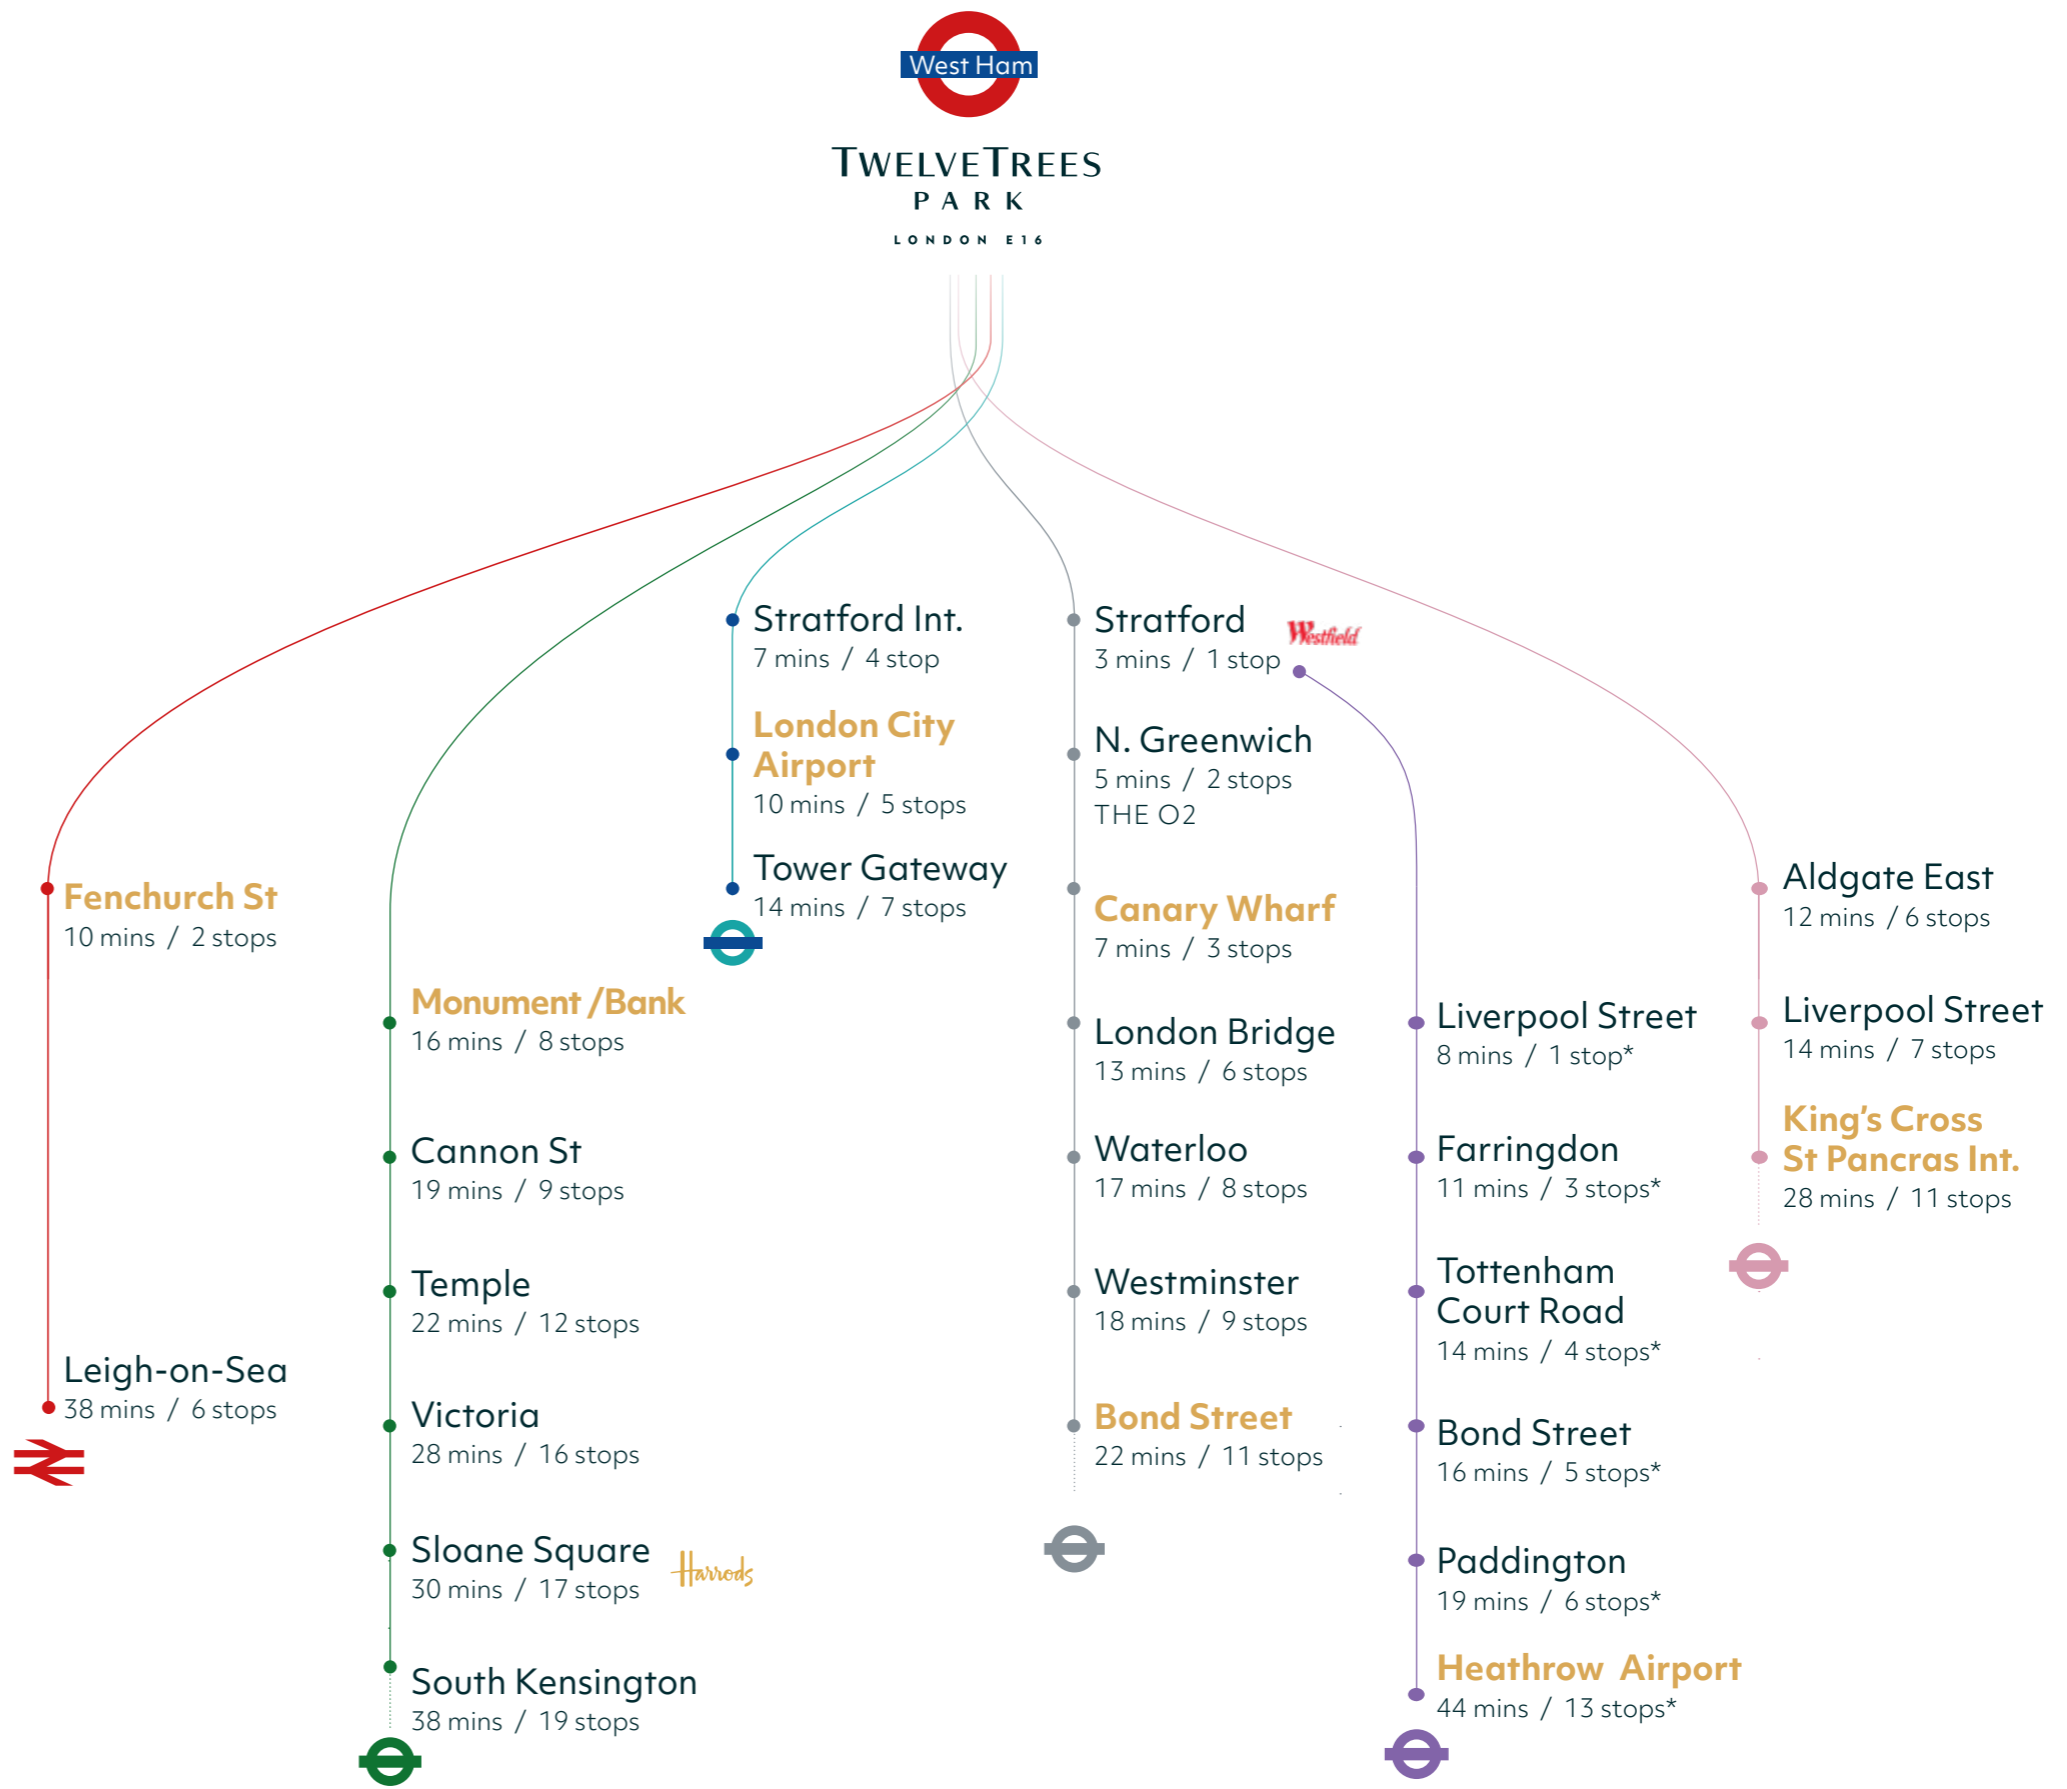 West Ham
TWELVETREES
PARK
LONDON E16
Fenchurch St
10 mins / 2 stops
Leigh-on-Sea
38 mins / 6 stops
Monument /Bank
16 mins / 8 stops
Cannon St
19 mins / 9 stops
Temple
22 mins / 12 stops
Victoria
28 mins / 16 stops
Sloane Square
30 mins / 17 stops
Harrods
South Kensington
38 mins / 19 stops
Stratford Int.
7 mins / 4 stop
London City
Airport
10 mins / 5 stops
Tower Gateway
14 mins / 7 stops
Stratford
3 mins / 1 stop
Westfield
N. Greenwich
5 mins / 2 stops
THE O2
Canary Wharf
7 mins / 3 stops
London Bridge
13 mins / 6 stops
Waterloo
17 mins / 8 stops
Westminster
18 mins / 9 stops
Bond Street
22 mins / 11 stops
Liverpool Street
8 mins / 1 stop*
Farringdon
11 mins / 3 stops*
Tottenham
Court Road
14 mins / 4 stops*
Bond Street
16 mins / 5 stops*
Paddington
19 mins / 6 stops*
Heathrow Airport
44 mins / 13 stops*
Aldgate East
12 mins / 6 stops
Liverpool Street
14 mins / 7 stops
King's Cross
St Pancras Int.
28 mins / 11 stops